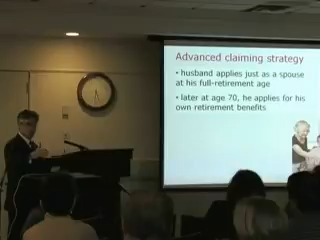 Advanced claiming strategy
• husband applies just as a spouse
at his full-retirement age
• later at age 70, he applies for his
own retirement benefits